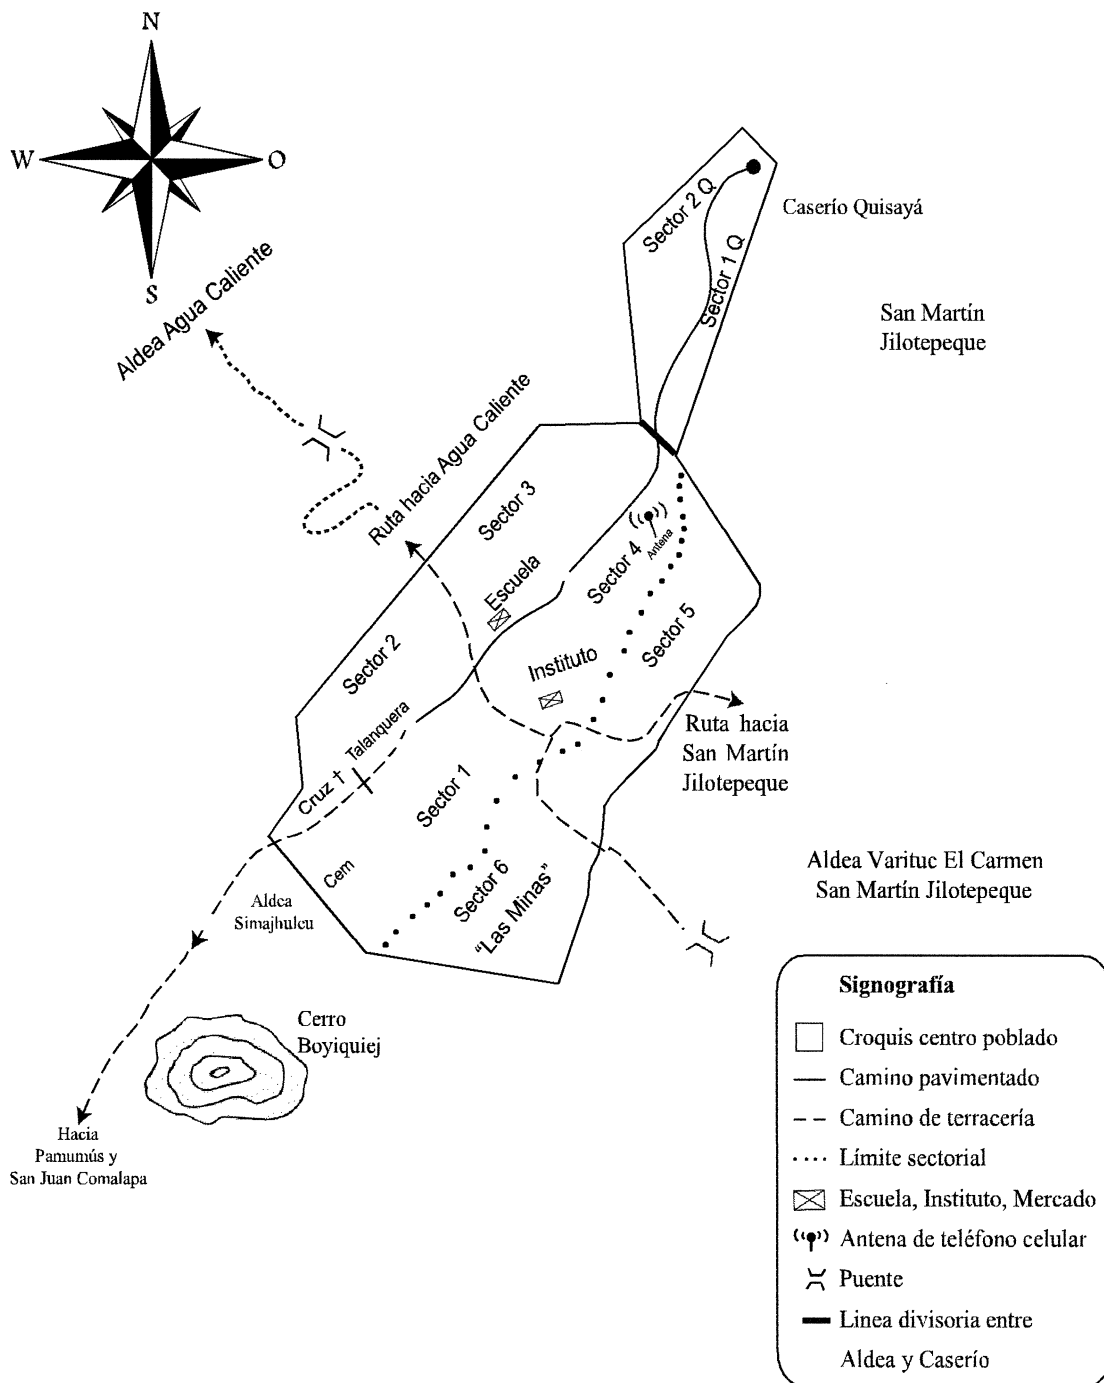 N
W
O
S
Aldea Agua Caliente
Ruta hacia Agua Caliente
Sector 2 Q
Sector 1 Q
Caserío Quisayá
San Martín
Jilotepeque
Sector 3
Escuela
Sector 4
Antena
Sector 5
Sector 2
Instituto
Talanquera
Cruz
Sector 1
Ruta hacia
San Martín
Jilotepeque
Cem
Sector 6
"Las Minas"
Aldea
Simajhuleu
Aldea Varituc El Carmen
San Martín Jilotepeque
Cerro
Boyiquiej
Hacia
Pamumús y
San Juan Comalapa
Signografía
Croquis centro poblado
Camino pavimentado
Camino de terracería
Límite sectorial
Escuela, Instituto, Mercado
Antena de teléfono celular
Puente
Linea divisoria entre
Aldea y Caserío